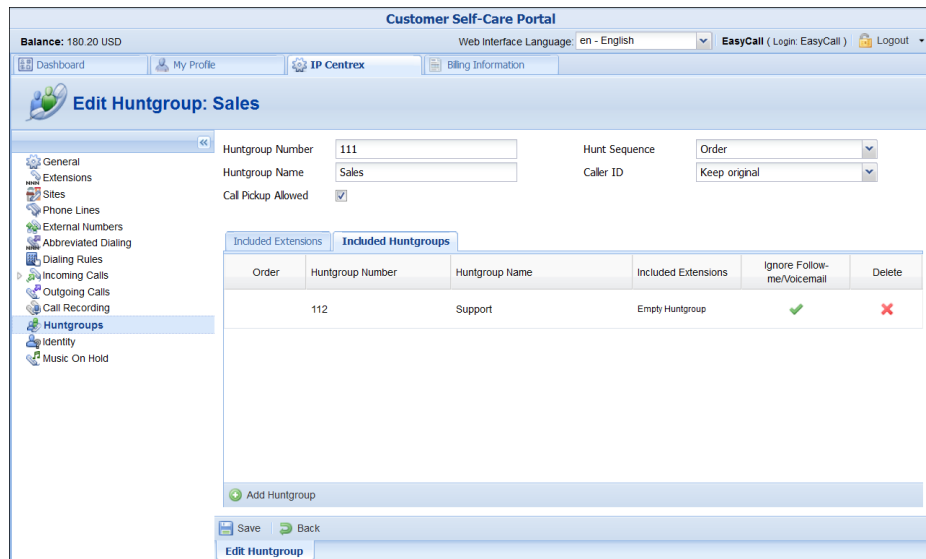 Customer Self-Care Portal
Balance: 180.20 USD Web Interface Language: en - English EasyCall ( Login: EasyCall ) Logout
Dashboard My Profile IP Centrex Billing Information
Edit Huntgroup: Sales
General
Extensions
Sites
Phone Lines
External Numbers
Abbreviated Dialing
Dialing Rules
Incoming Calls
Outgoing Calls
Call Recording
Huntgroups
Identity
Music On Hold
Huntgroup Number 111 Hunt Sequence Order
Huntgroup Name Sales Caller ID Keep original
Call Pickup Allowed
Included Extensions Included Huntgroups
Order Huntgroup Number Huntgroup Name Included Extensions Ignore Follow-
me/Voicemail Delete
112 Support Empty Huntgroup
Add Huntgroup
Save Back
Edit Huntgroup